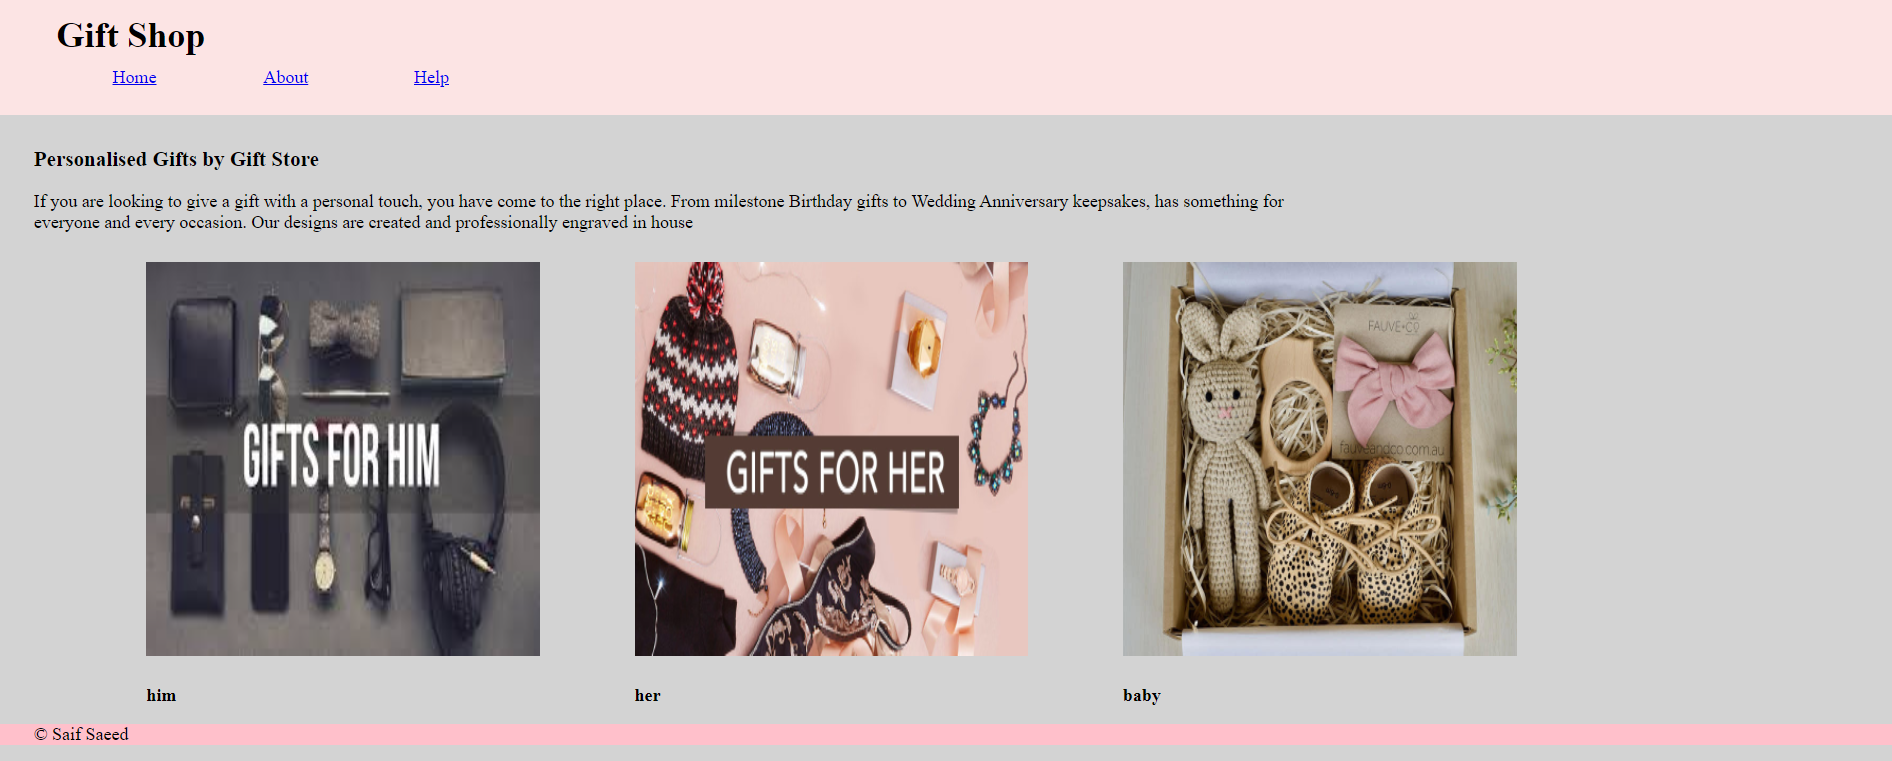 Gift Shop
Home About Help
Personalised Gifts by Gift Store
If you are looking to give a gift with a personal touch, you have come to the right place. From milestone Birthday gifts to Wedding Anniversary keepsakes, has something for
everyone and every occasion. Our designs are created and professionally engraved in house
GIFTS FOR HIM
GIFTS FOR HER
FAUVE+CO
fauveandco.com.au
him
her
baby
© Saif Saeed